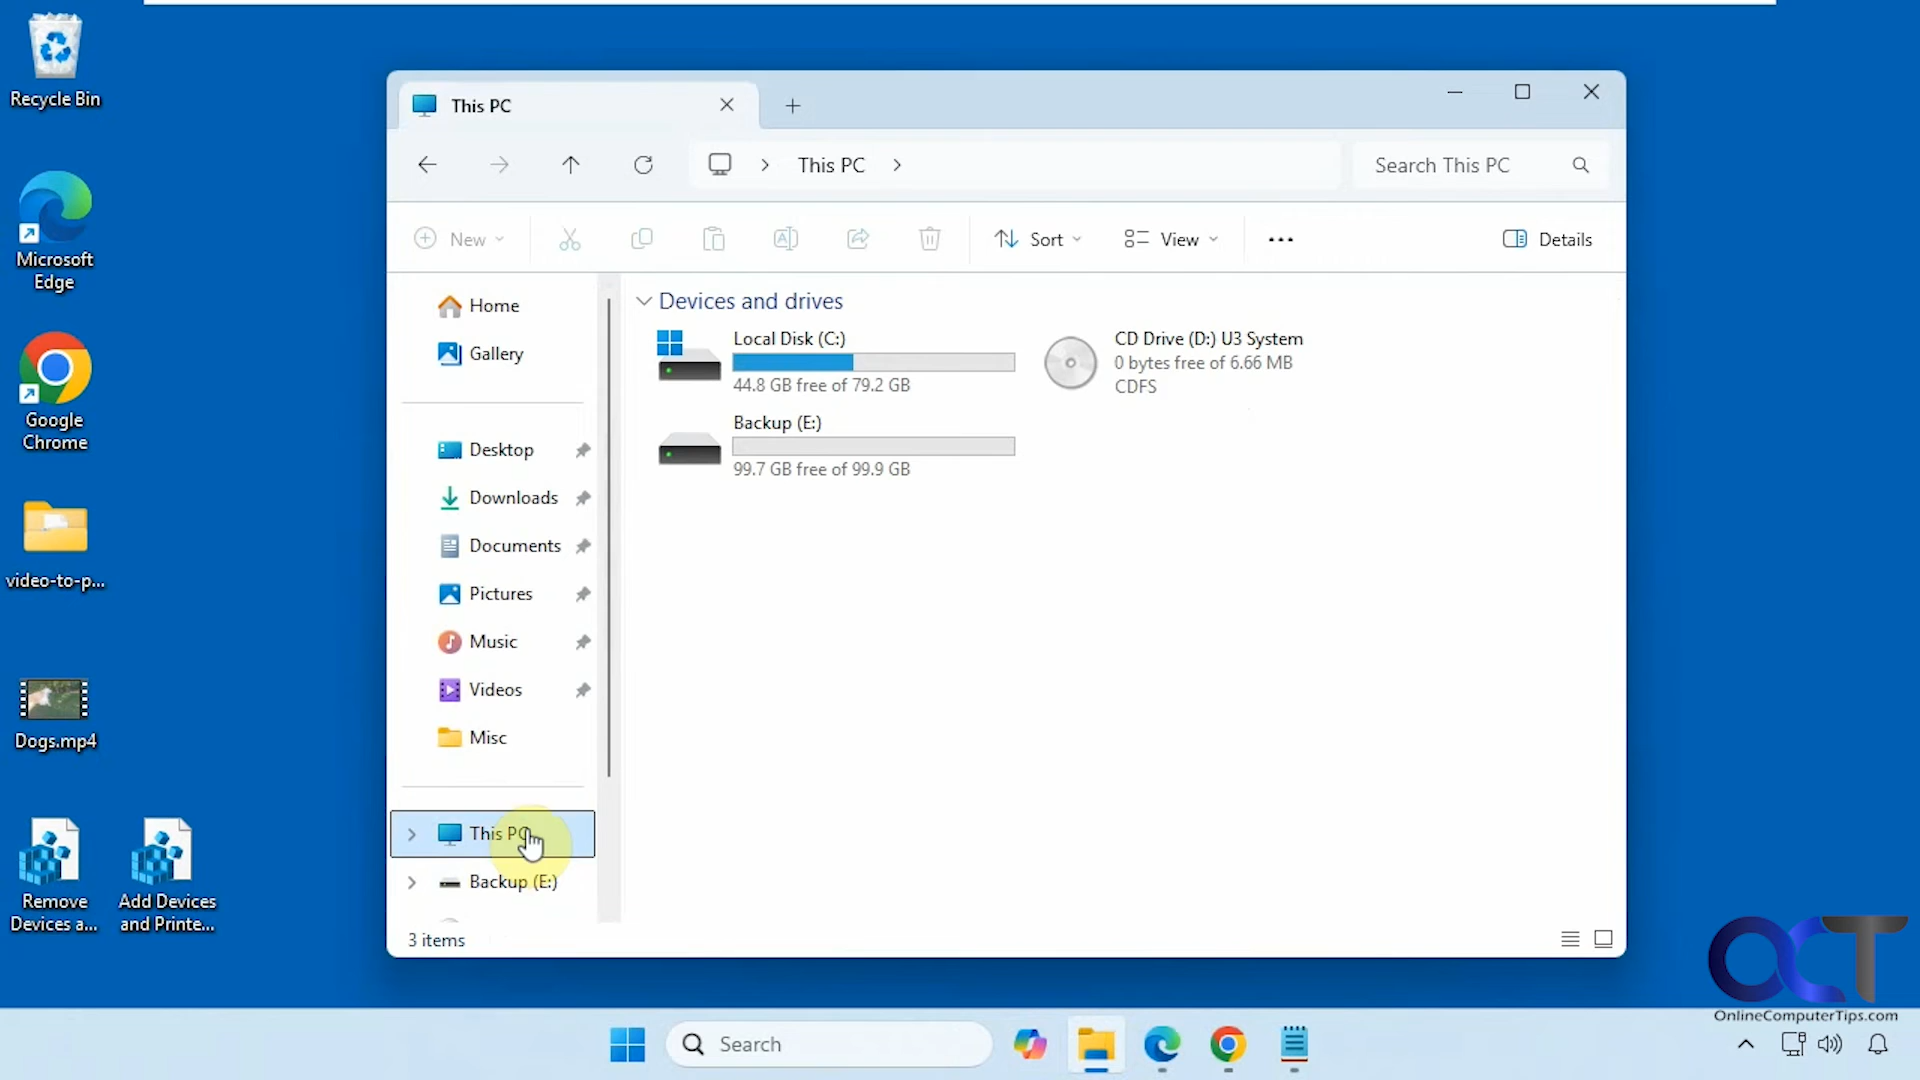 Recycle Bin
Microsoft
Edge
Google
Chrome
video-to-p...
Dogs.mp4
Remove
Devices a...
Add Devices
and Printe...
This PC
This PC
Search This PC
New
Sort
View
Details
Home
Gallery
Desktop
Downloads
Documents
Pictures
Music
Videos
Misc
This PC
Backup (E:)
Devices and drives
Local Disk (C:)
44.8 GB free of 79.2 GB
CD Drive (D:) U3 System
0 bytes free of 6.66 MB
CDFS
Backup (E:)
99.7 GB free of 99.9 GB
3 items
OCT
OnlineComputerTips.com
Search